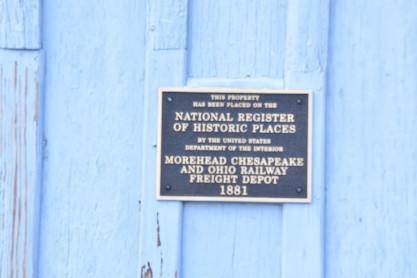 THIS PROPERTY
HAS BEEN PLACED ON THE
NATIONAL REGISTER
OF HISTORIC PLACES
BY THE UNITED STATES
DEPARTMENT OF THE INTERIOR
MOREHEAD CHESAPEAKE
AND OHIO RAILWAY
FREIGHT DEPOT
1881